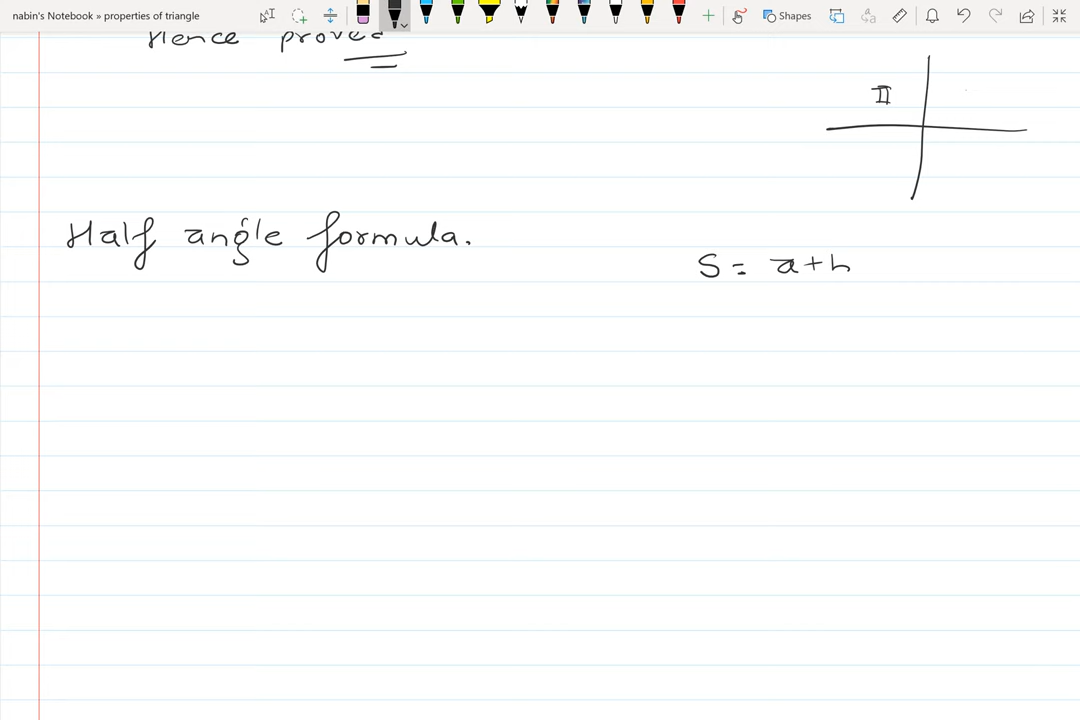 nabin's Notebook » properties of triangle
Shapes
Hence proved
II
Half angle formula.
S = a+h